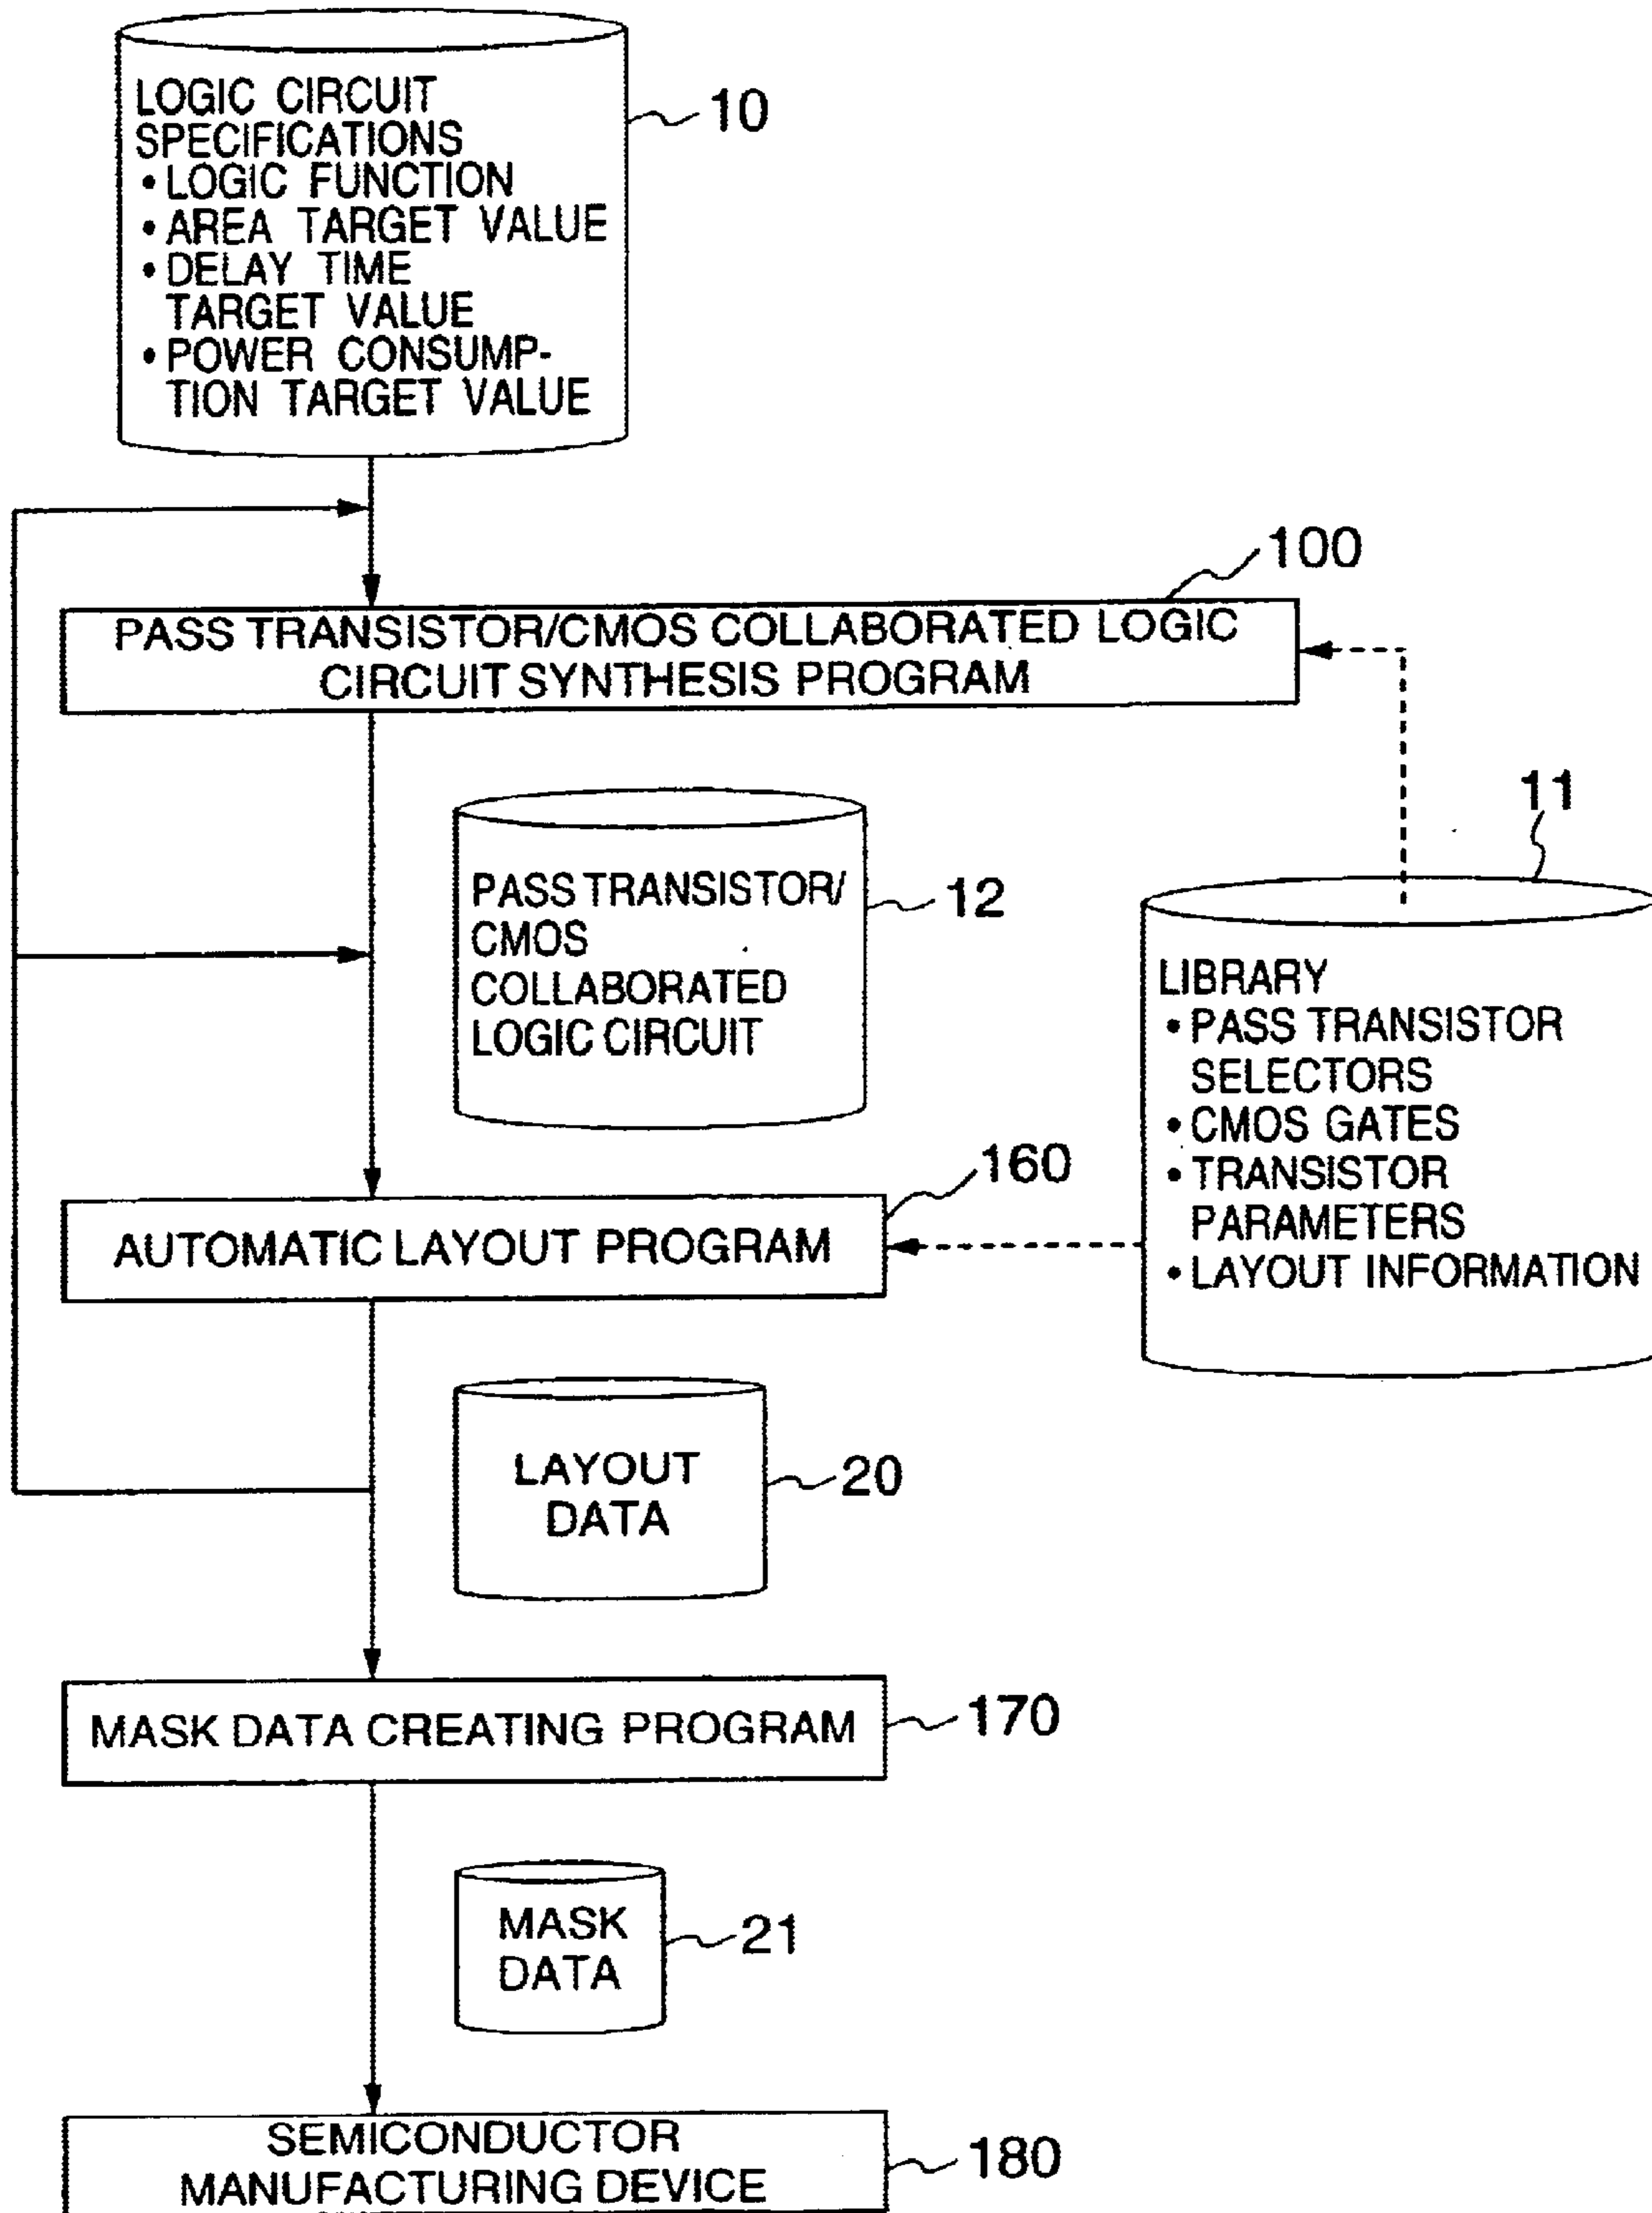 LOGIC CIRCUIT
SPECIFICATIONS
• LOGIC FUNCTION
• AREA TARGET VALUE
• DELAY TIME
TARGET VALUE
• POWER CONSUMP-
TION TARGET VALUE
10
100
PASS TRANSISTOR/CMOS COLLABORATED LOGIC
CIRCUIT SYNTHESIS PROGRAM
PASS TRANSISTOR/
CMOS
COLLABORATED
LOGIC CIRCUIT
12
11
LIBRARY
• PASS TRANSISTOR
SELECTORS
• CMOS GATES
• TRANSISTOR
PARAMETERS
• LAYOUT INFORMATION
160
AUTOMATIC LAYOUT PROGRAM
LAYOUT
DATA
20
MASK DATA CREATING PROGRAM
170
MASK
DATA
21
SEMICONDUCTOR
MANUFACTURING DEVICE
180